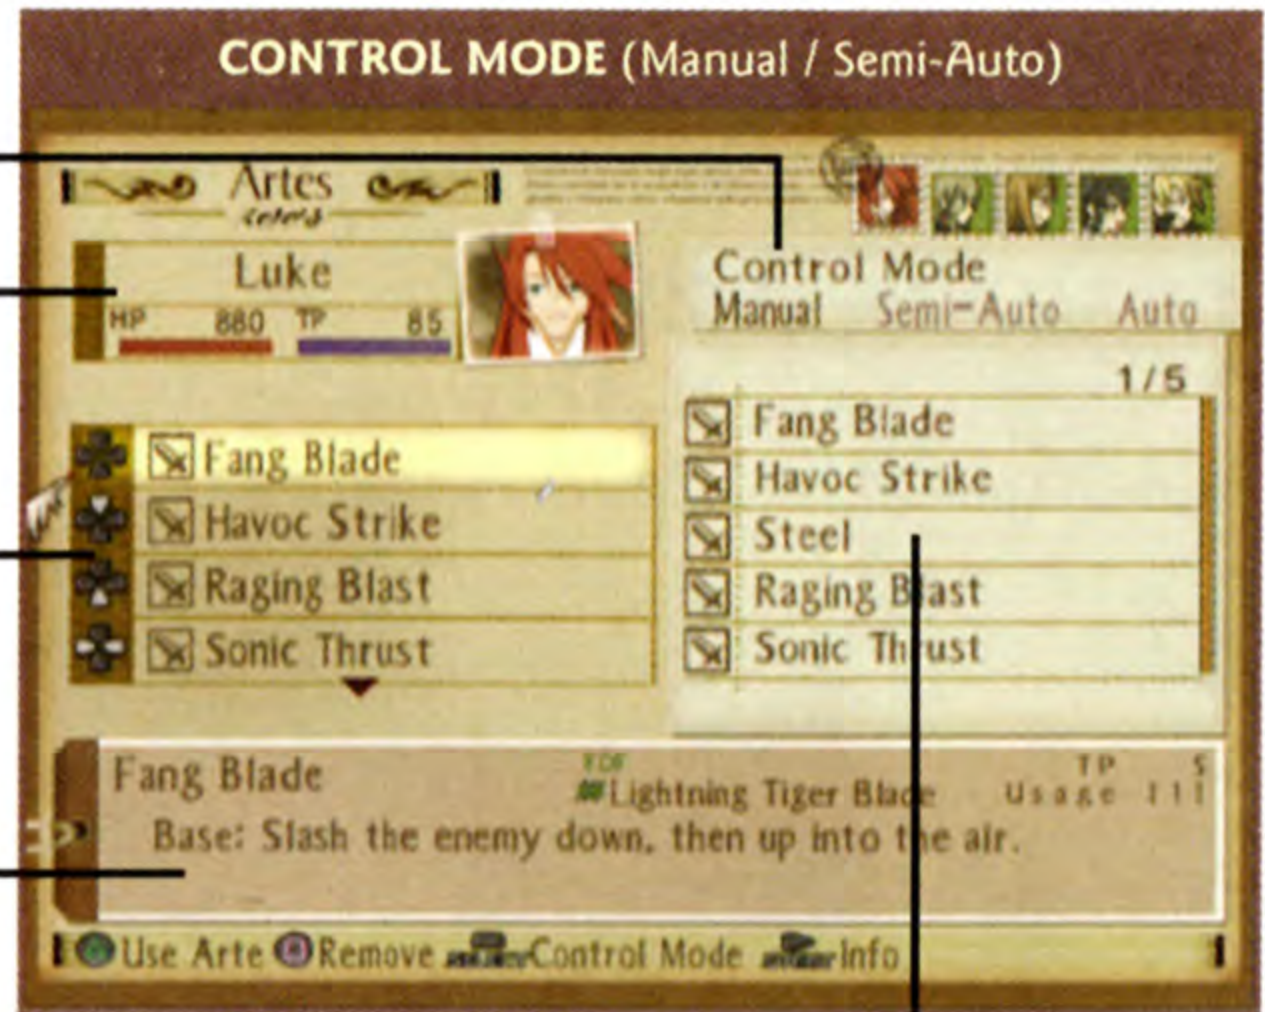 CONTROL MODE (Manual / Semi-Auto)
Artes
Luke
HP 880 TP 85
Control Mode
Manual Semi-Auto Auto
1/5
Fang Blade
Havoc Strike
Raging Blast
Sonic Thrust
Fang Blade
Havoc Strike
Steel
Raging Blast
Sonic Thrust
Fang Blade
FOF
Lightning Tiger Blade
TP 5
Usage 111
Base: Slash the enemy down, then up into the air.
Use Arte Remove Control Mode Info